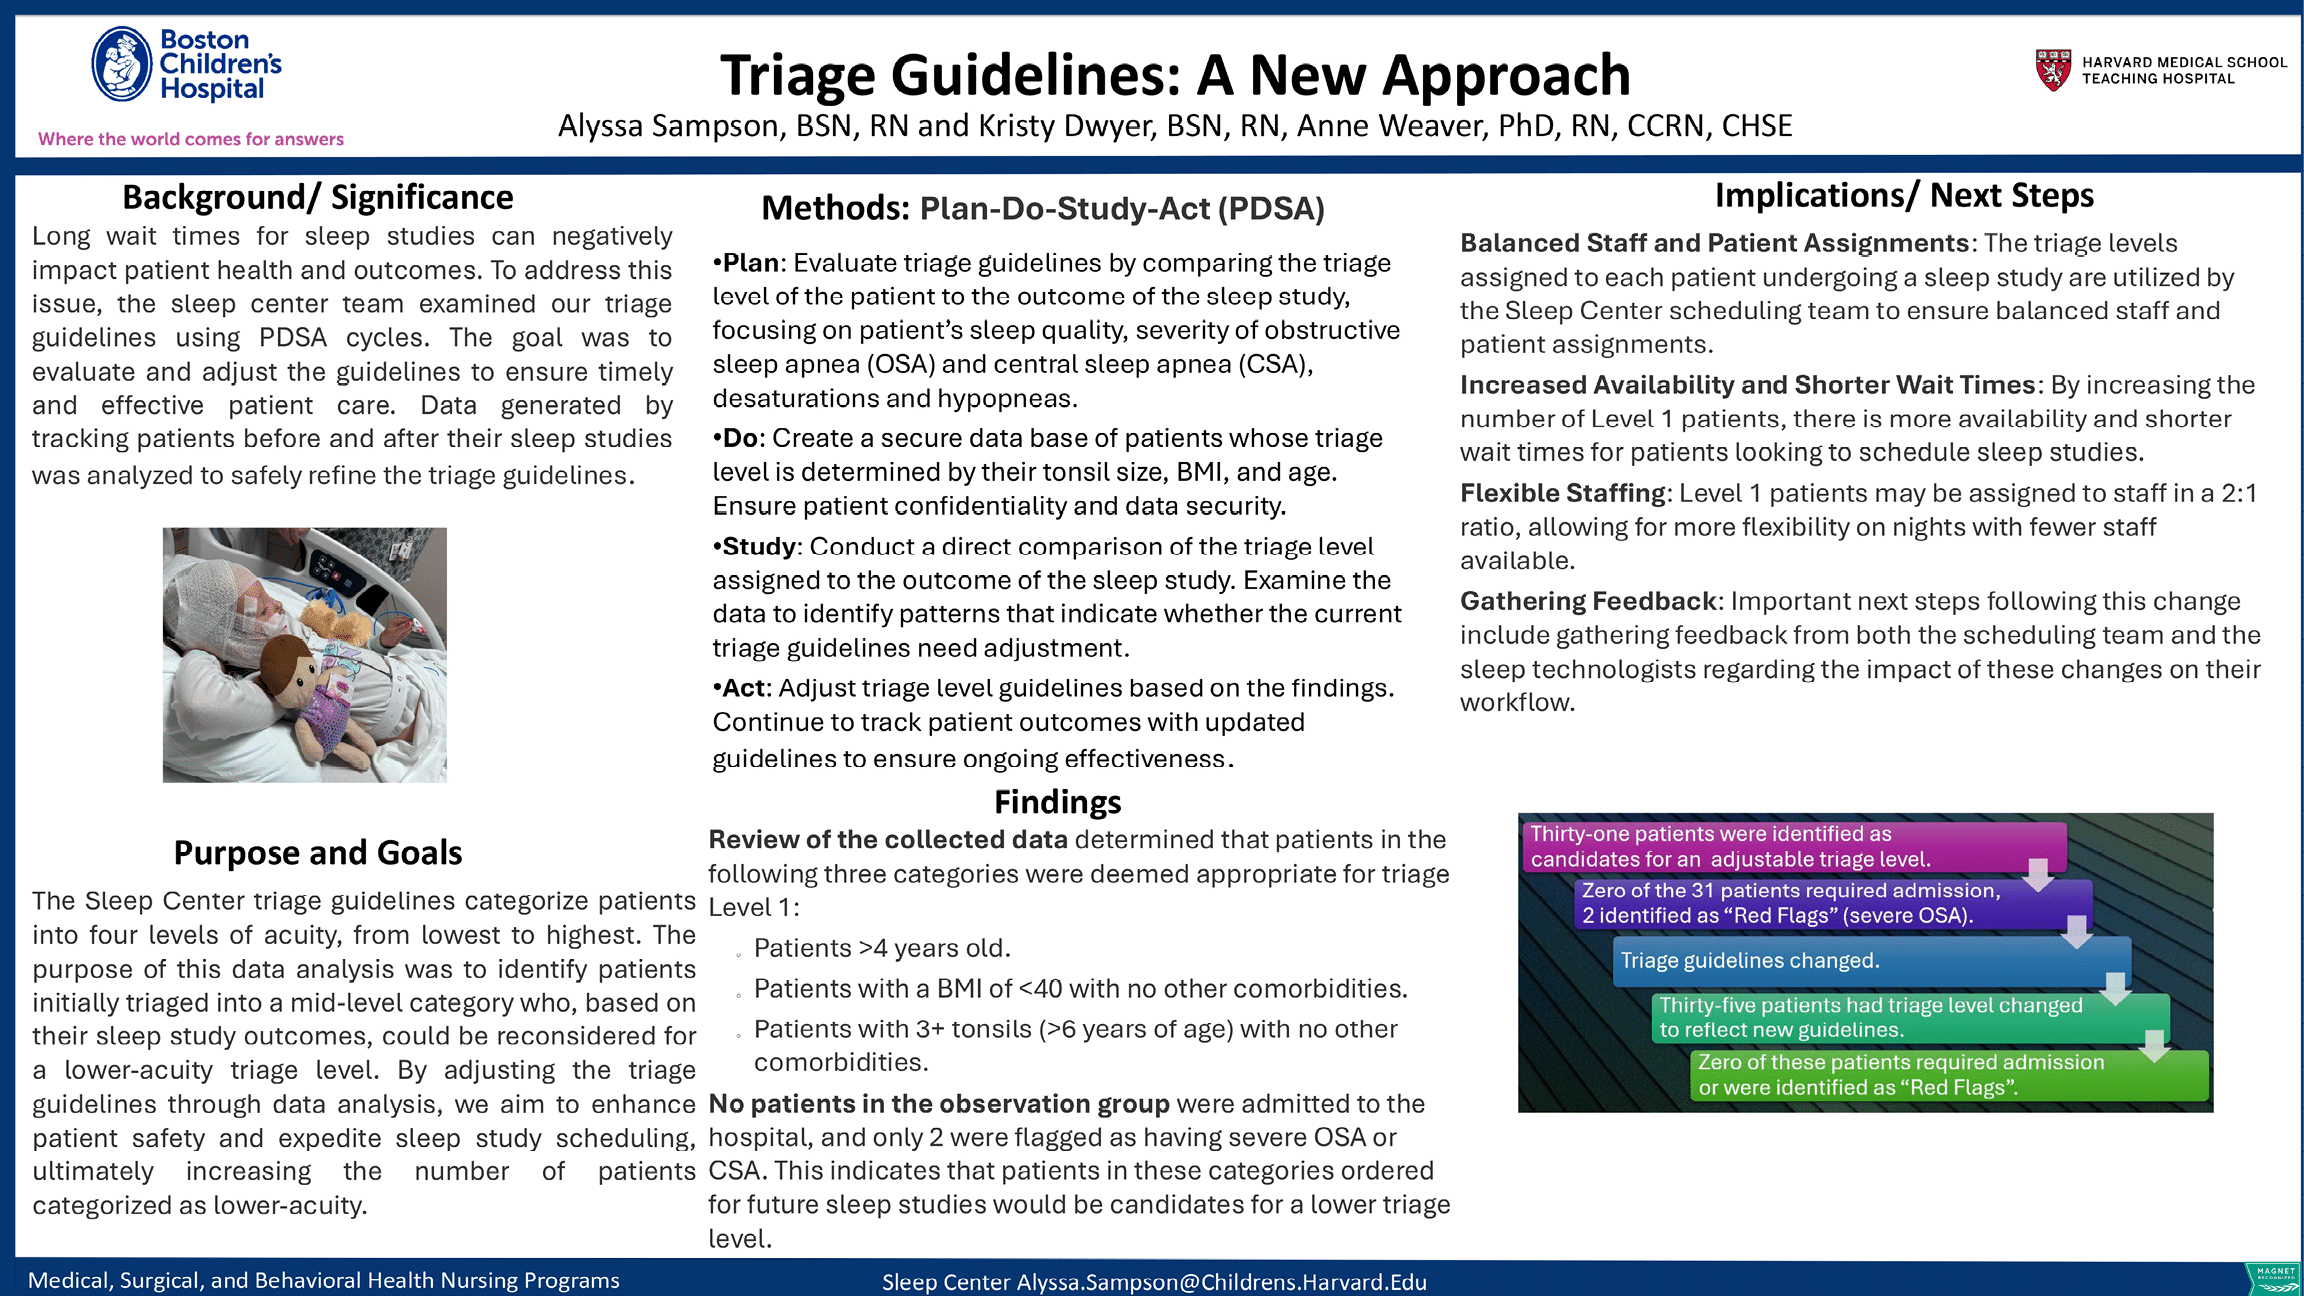 Boston
Children's
Hospital
Where the world comes for answers
Triage Guidelines: A New Approach
Alyssa Sampson, BSN, RN and Kristy Dwyer, BSN, RN, Anne Weaver, PhD, RN, CCRN, CHSE
HARVARD MEDICAL SCHOOL
TEACHING HOSPITAL
Background/ Significance
Long wait times for sleep studies can negatively
impact patient health and outcomes. To address this
issue, the sleep center team examined our triage
guidelines using PDSA cycles. The goal was to
evaluate and adjust the guidelines to ensure timely
and effective patient care. Data generated by
tracking patients before and after their sleep studies
was analyzed to safely refine the triage guidelines.
Purpose and Goals
The Sleep Center triage guidelines categorize patients
into four levels of acuity, from lowest to highest. The
purpose of this data analysis was to identify patients
initially triaged into a mid-level category who, based on
their sleep study outcomes, could be reconsidered for
a lower-acuity triage level. By adjusting the triage
guidelines through data analysis, we aim to enhance
patient safety and expedite sleep study scheduling,
ultimately increasing the number of patients
categorized as lower-acuity.
Methods: Plan-Do-Study-Act (PDSA)
•Plan: Evaluate triage guidelines by comparing the triage
level of the patient to the outcome of the sleep study,
focusing on patient’s sleep quality, severity of obstructive
sleep apnea (OSA) and central sleep apnea (CSA),
desaturations and hypopneas.
•Do: Create a secure data base of patients whose triage
level is determined by their tonsil size, BMI, and age.
Ensure patient confidentiality and data security.
•Study: Conduct a direct comparison of the triage level
assigned to the outcome of the sleep study. Examine the
data to identify patterns that indicate whether the current
triage guidelines need adjustment.
•Act: Adjust triage level guidelines based on the findings.
Continue to track patient outcomes with updated
guidelines to ensure ongoing effectiveness.
Findings
Review of the collected data determined that patients in the
following three categories were deemed appropriate for triage
Level 1:
◦ Patients >4 years old.
◦ Patients with a BMI of <40 with no other comorbidities.
◦ Patients with 3+ tonsils (>6 years of age) with no other
comorbidities.
No patients in the observation group were admitted to the
hospital, and only 2 were flagged as having severe OSA or
CSA. This indicates that patients in these categories ordered
for future sleep studies would be candidates for a lower triage
level.
Implications/ Next Steps
Balanced Staff and Patient Assignments: The triage levels
assigned to each patient undergoing a sleep study are utilized by
the Sleep Center scheduling team to ensure balanced staff and
patient assignments.
Increased Availability and Shorter Wait Times: By increasing the
number of Level 1 patients, there is more availability and shorter
wait times for patients looking to schedule sleep studies.
Flexible Staffing: Level 1 patients may be assigned to staff in a 2:1
ratio, allowing for more flexibility on nights with fewer staff
available.
Gathering Feedback: Important next steps following this change
include gathering feedback from both the scheduling team and the
sleep technologists regarding the impact of these changes on their
workflow.
Thirty-one patients were identified as
candidates for an adjustable triage level.
Zero of the 31 patients required admission,
2 identified as “Red Flags” (severe OSA).
Triage guidelines changed.
Thirty-five patients had triage level changed
to reflect new guidelines.
Zero of these patients required admission
or were identified as “Red Flags”.
Medical, Surgical, and Behavioral Health Nursing Programs
Sleep Center Alyssa.Sampson@Childrens.Harvard.Edu
MAGNET
RECOGNIZED